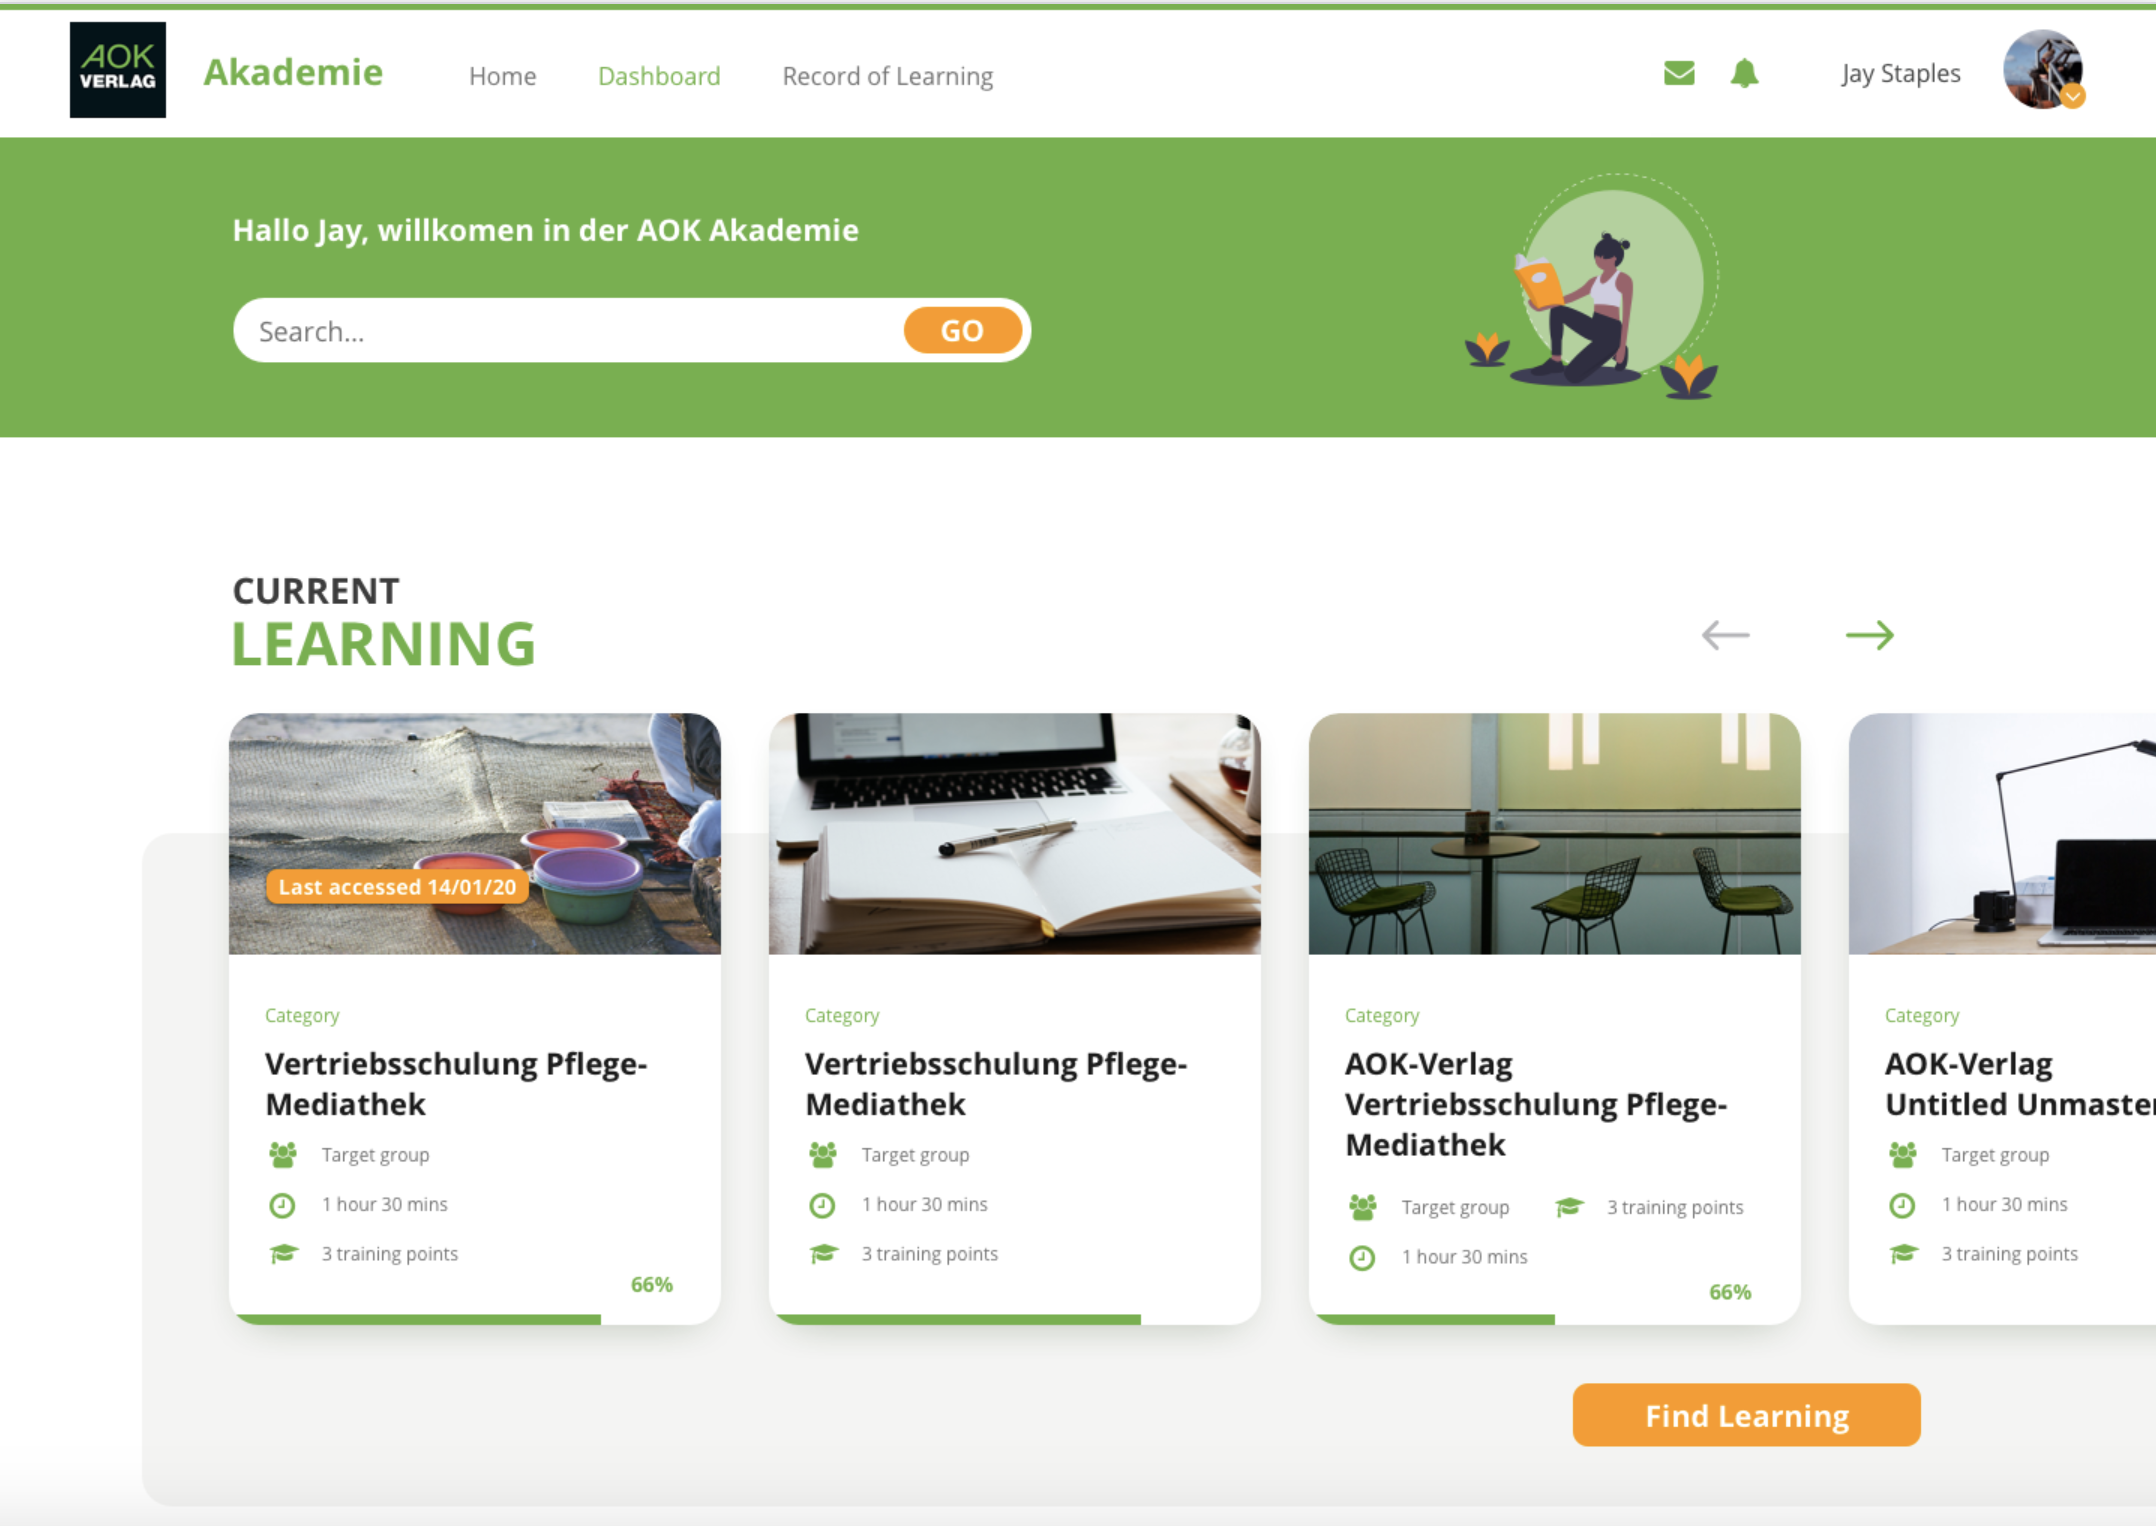 AOK
VERLAG
Akademie
Home
Dashboard
Record of Learning
Jay Staples
Hallo Jay, willkomen in der AOK Akademie
Search...
GO
CURRENT
LEARNING
Last accessed 14/01/20
Category
Vertriebsschulung Pflege-
Mediathek
Target group
1 hour 30 mins
3 training points
66%
Category
Vertriebsschulung Pflege-
Mediathek
Target group
1 hour 30 mins
3 training points
Category
AOK-Verlag
Vertriebsschulung Pflege-
Mediathek
Target group
3 training points
1 hour 30 mins
66%
Category
AOK-Verlag
Untitled
Target group
1 hour 30 mins
3 training points
Find Learning